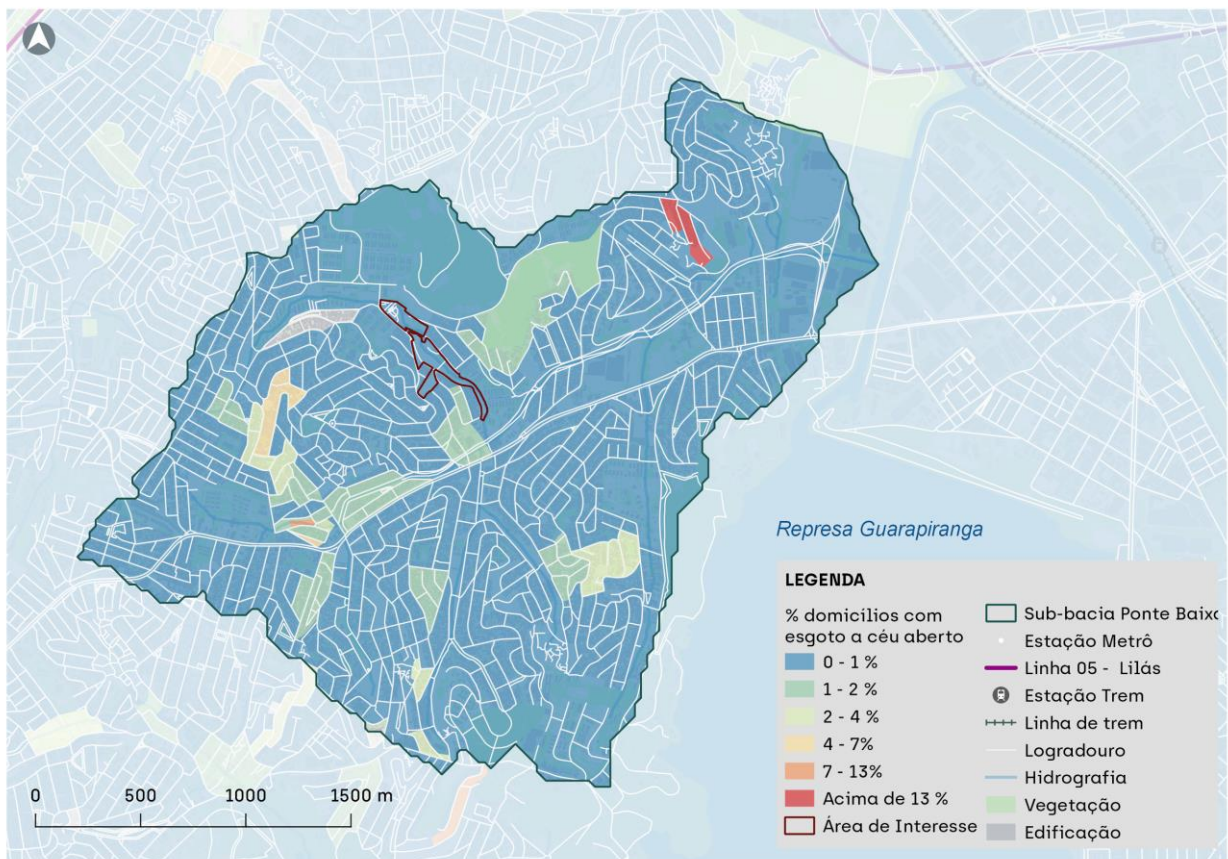 Represa Guarapiranga
LEGENDA
% domicílios com
esgoto a céu aberto
0 - 1 %
1 - 2 %
2 - 4 %
4 - 7%
7 - 13%
Acima de 13 %
Área de Interesse
Sub-bacia Ponte Baixa
Estação Metrô
Linha 05 - Lilás
Estação Trem
Linha de trem
Logradouro
Hidrografia
Vegetação
Edificação
0 500 1000 1500 m